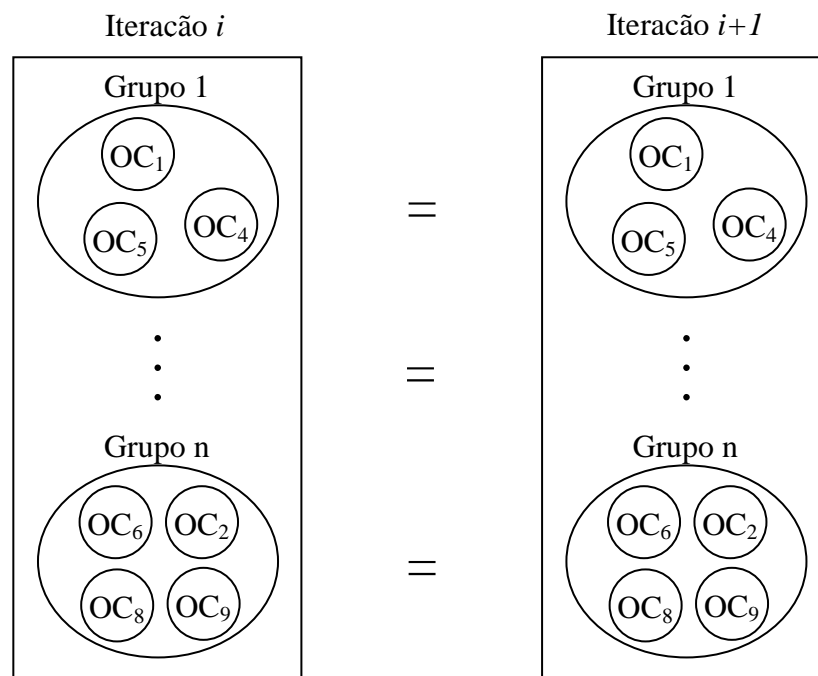 Iteracão i
Iteracão i+1
Grupo 1
Grupo 1
OC₁
OC₁
=
OC₅ OC₄
OC₅ OC₄
=
Grupo n
Grupo n
OC₆ OC₂
OC₆ OC₂
=
OC₈ OC₉
OC₈ OC₉